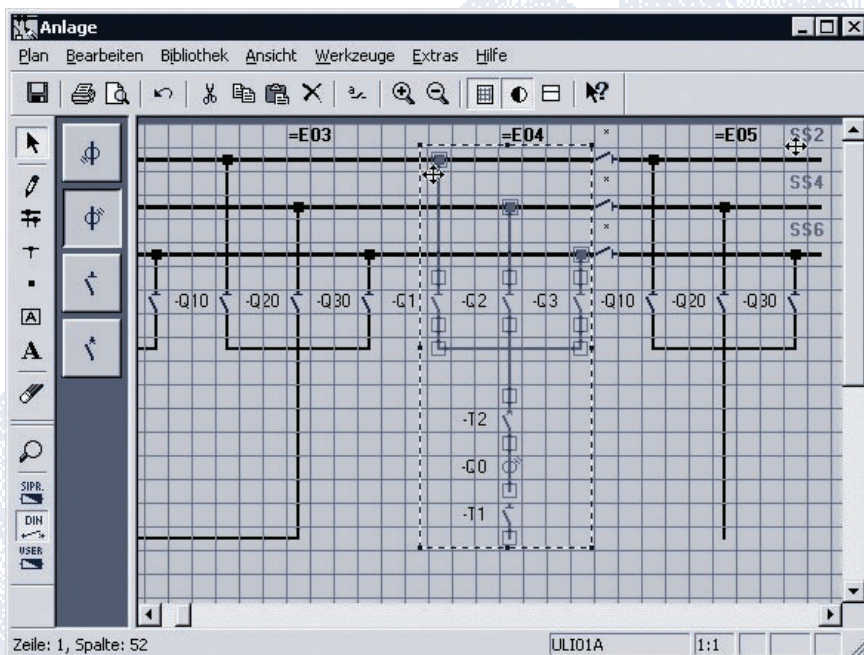 Anlage
Plan Bearbeiten Bibliothek Ansicht Werkzeuge Extras Hilfe
=E03 =E04 =E05 SS2
SS4
SS6
-Q10 -Q20 -Q30 -Q1 -Q2 -Q3 -Q10 -Q20 -Q30
-T2
-Q0
-T1
A
A
SIPR.
DIN
USER
Zeile: 1, Spalte: 52 ULI01A 1:1